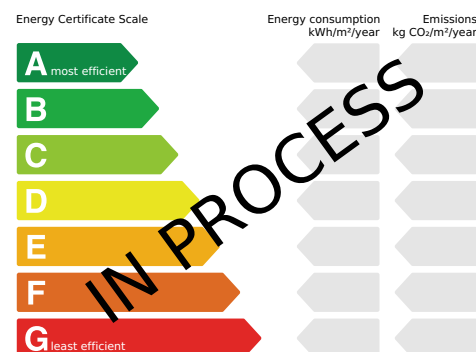 Energy Certificate Scale
Energy consumption
kWh/m²/year
Emissions
kg CO₂/m²/year
A most efficient
B
C
D
E
F
G least efficient
IN PROCESS